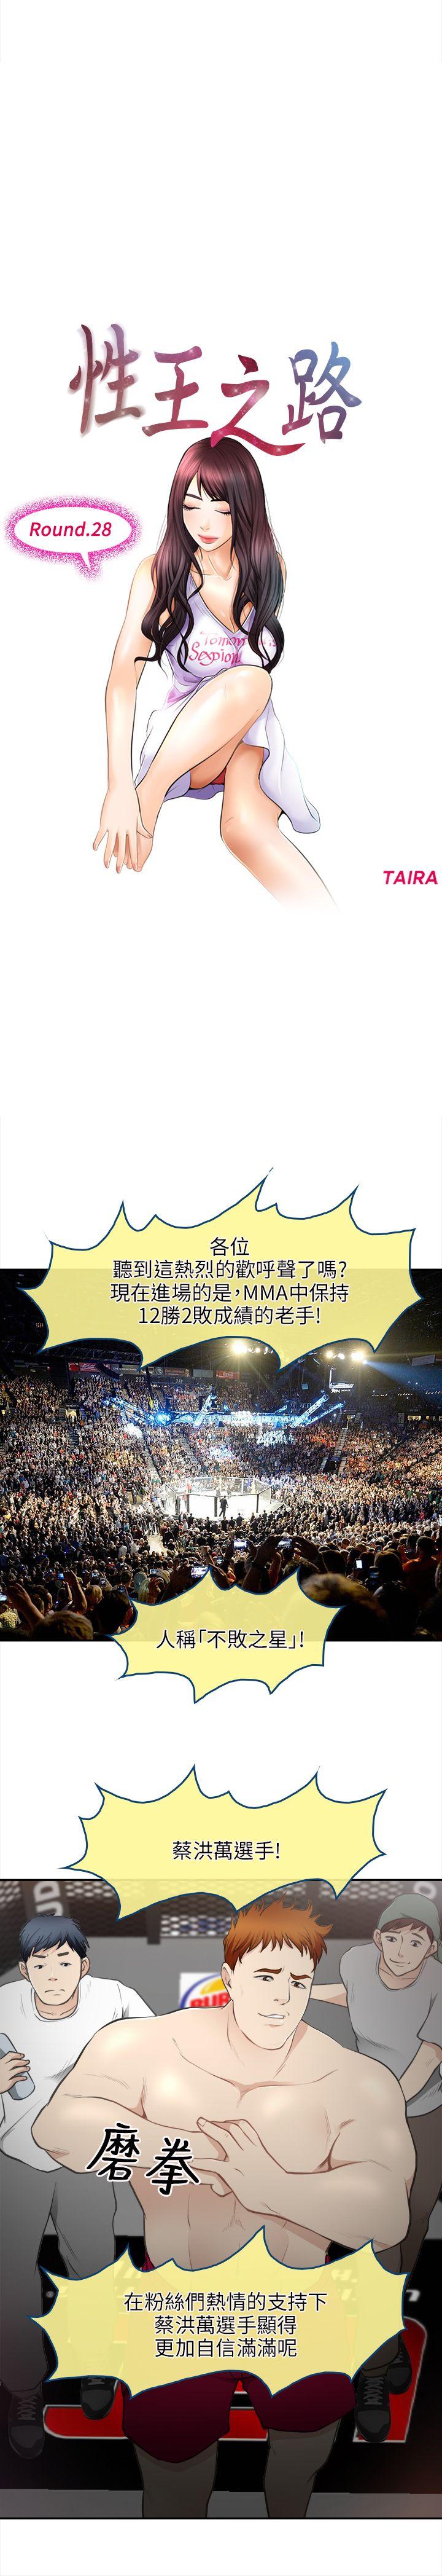 性王之路
Round.28
Sexpion
TAIRA
各位
聽到這熱烈的歡呼聲了嗎?
現在進場的是,MMA中保持
12勝2敗成績的老手!
人稱「不敗之星」!
蔡洪萬選手!
磨拳
在粉絲們熱情的支持下
蔡洪萬選手顯得
更加自信滿滿呢